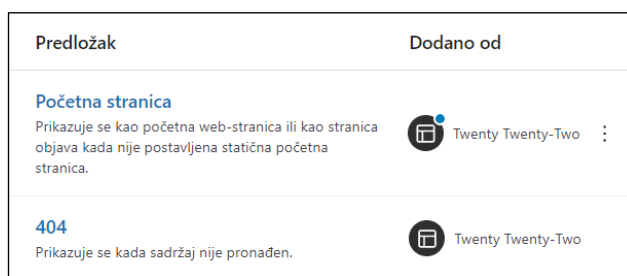 Predložak Dodano od
Početna stranica
Prikazuje se kao početna web-stranica ili kao stranica
objava kada nije postavljena statična početna
stranica.
Twenty Twenty-Two
404
Prikazuje se kada sadržaj nije pronađen.
Twenty Twenty-Two